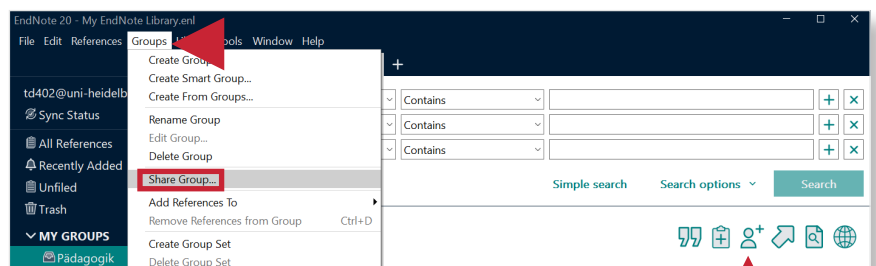 EndNote 20 - My EndNote Library.enl
File Edit References Groups Tools Window Help
Create Group
Create Smart Group...
Create From Groups...
Rename Group
Edit Group...
Delete Group
Share Group...
Add References To
Remove References from Group Ctrl+D
Create Group Set
Delete Group Set
td402@uni-heidelb
Sync Status
All References
Recently Added
Unfiled
Trash
MY GROUPS
Pädagogik
Contains
Contains
Contains
Simple search Search options Search